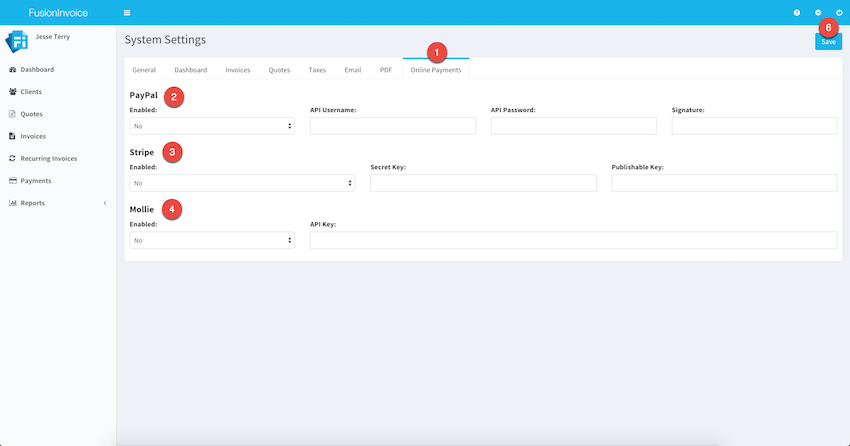 FusionInvoice
Fi
Jesse Terry
System Settings
6
Save
1
General Dashboard Invoices Quotes Taxes Email PDF Online Payments
Dashboard
Clients
Quotes
Invoices
Recurring Invoices
Payments
Reports
PayPal 2
Enabled: API Username: API Password: Signature:
No
Stripe 3
Enabled: Secret Key: Publishable Key:
No
Mollie 4
Enabled: API Key:
No